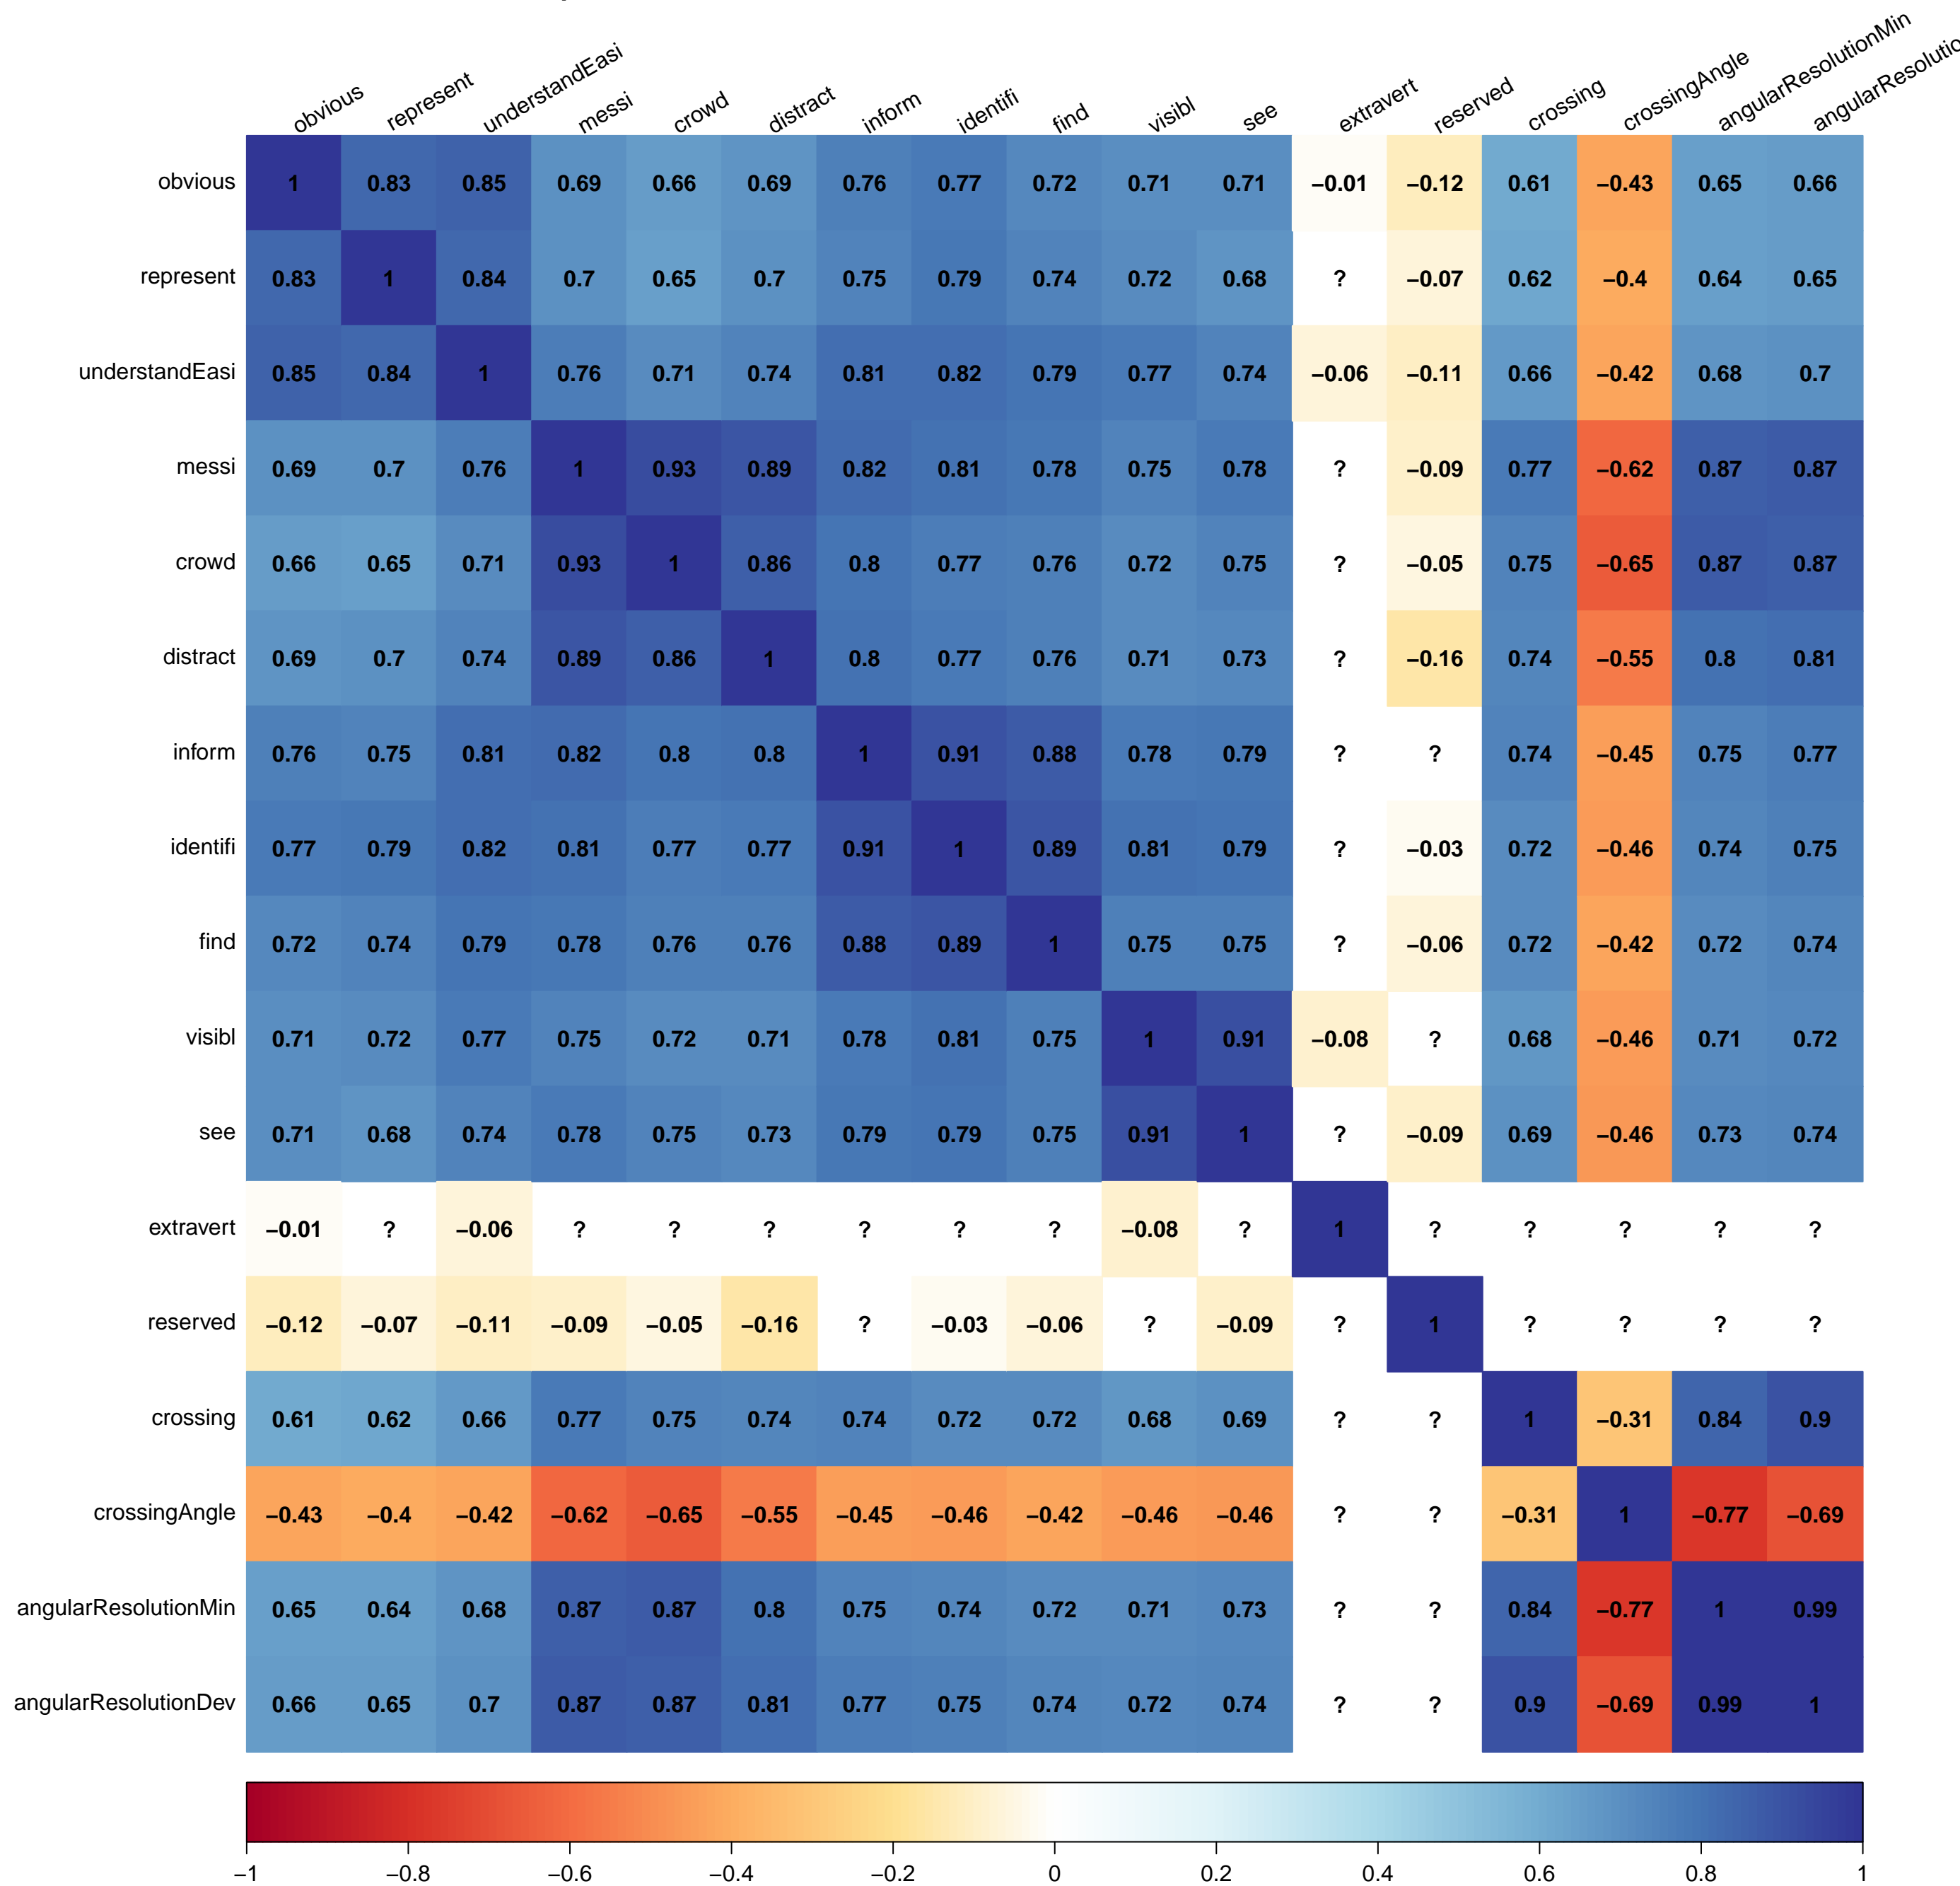 obvious represent understandEasi messi crowd distract inform identifi find visibl see extravert reserved crossing crossingAngle angularResolutionMin
obvious 1 0.83 0.85 0.69 0.66 0.69 0.76 0.77 0.72 0.71 0.71 −0.01 −0.12 0.61 −0.43 0.65 0.66
represent 0.83 1 0.84 0.7 0.65 0.7 0.75 0.79 0.74 0.72 0.68 ? −0.07 0.62 −0.4 0.64 0.65
understandEasi 0.85 0.84 1 0.76 0.71 0.74 0.81 0.82 0.79 0.77 0.74 −0.06 −0.11 0.66 −0.42 0.68 0.7
messi 0.69 0.7 0.76 1 0.93 0.89 0.82 0.81 0.78 0.75 0.78 ? −0.09 0.77 −0.62 0.87 0.87
crowd 0.66 0.65 0.71 0.93 1 0.86 0.8 0.77 0.76 0.72 0.75 ? −0.05 0.75 −0.65 0.87 0.87
distract 0.69 0.7 0.74 0.89 0.86 1 0.8 0.77 0.76 0.71 0.73 ? −0.16 0.74 −0.55 0.8 0.81
inform 0.76 0.75 0.81 0.82 0.8 0.8 1 0.91 0.88 0.78 0.79 ? ? 0.74 −0.45 0.75 0.77
identifi 0.77 0.79 0.82 0.81 0.77 0.77 0.91 1 0.89 0.81 0.79 ? −0.03 0.72 −0.46 0.74 0.75
find 0.72 0.74 0.79 0.78 0.76 0.76 0.88 0.89 1 0.75 0.75 ? −0.06 0.72 −0.42 0.72 0.74
visibl 0.71 0.72 0.77 0.75 0.72 0.71 0.78 0.81 0.75 1 0.91 −0.08 ? 0.68 −0.46 0.71 0.72
see 0.71 0.68 0.74 0.78 0.75 0.73 0.79 0.79 0.75 0.91 1 ? −0.09 0.69 −0.46 0.73 0.74
extravert −0.01 ? −0.06 ? ? ? ? ? ? −0.08 ? 1 ? ? ? ? ?
reserved −0.12 −0.07 −0.11 −0.09 −0.05 −0.16 ? −0.03 −0.06 ? −0.09 ? 1 ? ? ? ?
crossing 0.61 0.62 0.66 0.77 0.75 0.74 0.74 0.72 0.72 0.68 0.69 ? ? 1 −0.31 0.84 0.9
crossingAngle −0.43 −0.4 −0.42 −0.62 −0.65 −0.55 −0.45 −0.46 −0.42 −0.46 −0.46 ? ? −0.31 1 −0.77 −0.69
angularResolutionMin 0.65 0.64 0.68 0.87 0.87 0.8 0.75 0.74 0.72 0.71 0.73 ? ? 0.84 −0.77 1 0.99
angularResolutionDev 0.66 0.65 0.7 0.87 0.87 0.81 0.77 0.75 0.74 0.72 0.74 ? ? 0.9 −0.69 0.99 1
−1 −0.8 −0.6 −0.4 −0.2 0 0.2 0.4 0.6 0.8 1